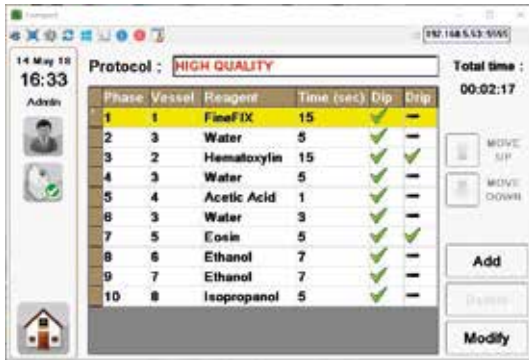 192.168.5.53:5555
14 May 18
16:33
Admin
Protocol : HIGH QUALITY
Total time :
00:02:17
Phase Vessel Reagent Time (sec) Dip Drip
1 1 FineFIX 15
2 3 Water 5
3 2 Hematoxylin 15
4 3 Water 5
5 4 Acetic Acid 1
6 3 Water 3
7 5 Eosin 5
8 6 Ethanol 7
9 7 Ethanol 7
10 8 Isopropanol 5
MOVE UP
MOVE DOWN
Add
Delete
Modify